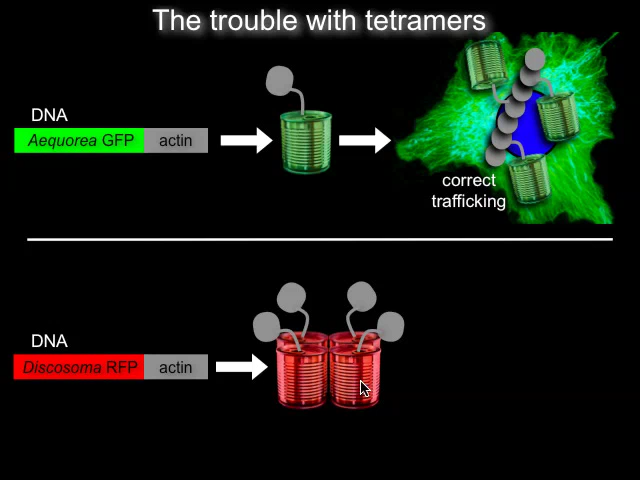 The trouble with tetramers
DNA
Aequorea GFP
actin
correct
trafficking
DNA
Discosoma RFP
actin